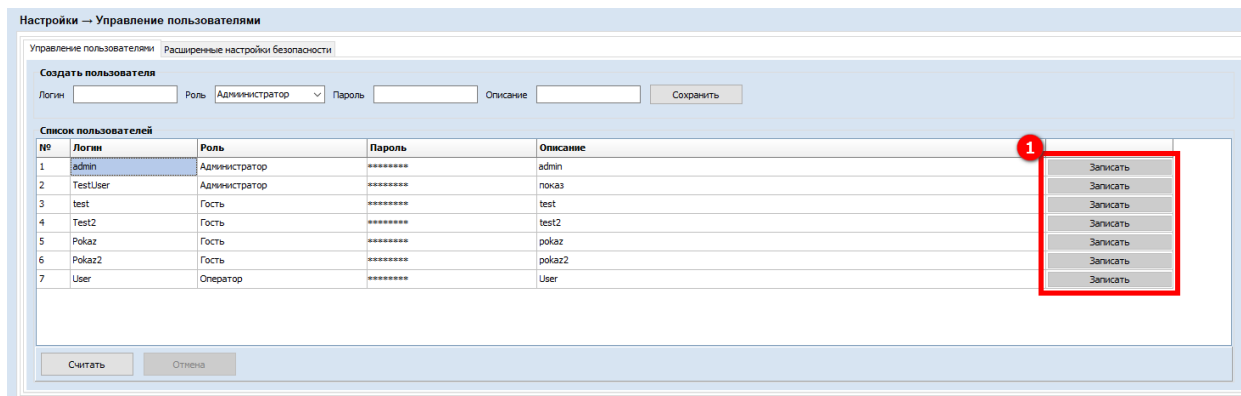 Настройки → Управление пользователями
Управление пользователями Расширенные настройки безопасности
Создать пользователя
Логин Роль Администратор Пароль Описание Сохранить
Список пользователей
№ Логин Роль Пароль Описание
1
1 admin Администратор ******** admin Записать
2 TestUser Администратор ******** показ Записать
3 test Гость ******** test Записать
4 Test2 Гость ******** test2 Записать
5 Pokaz Гость ******** pokaz Записать
6 Pokaz2 Гость ******** pokaz2 Записать
7 User Оператор ******** User Записать
Считать Отмена